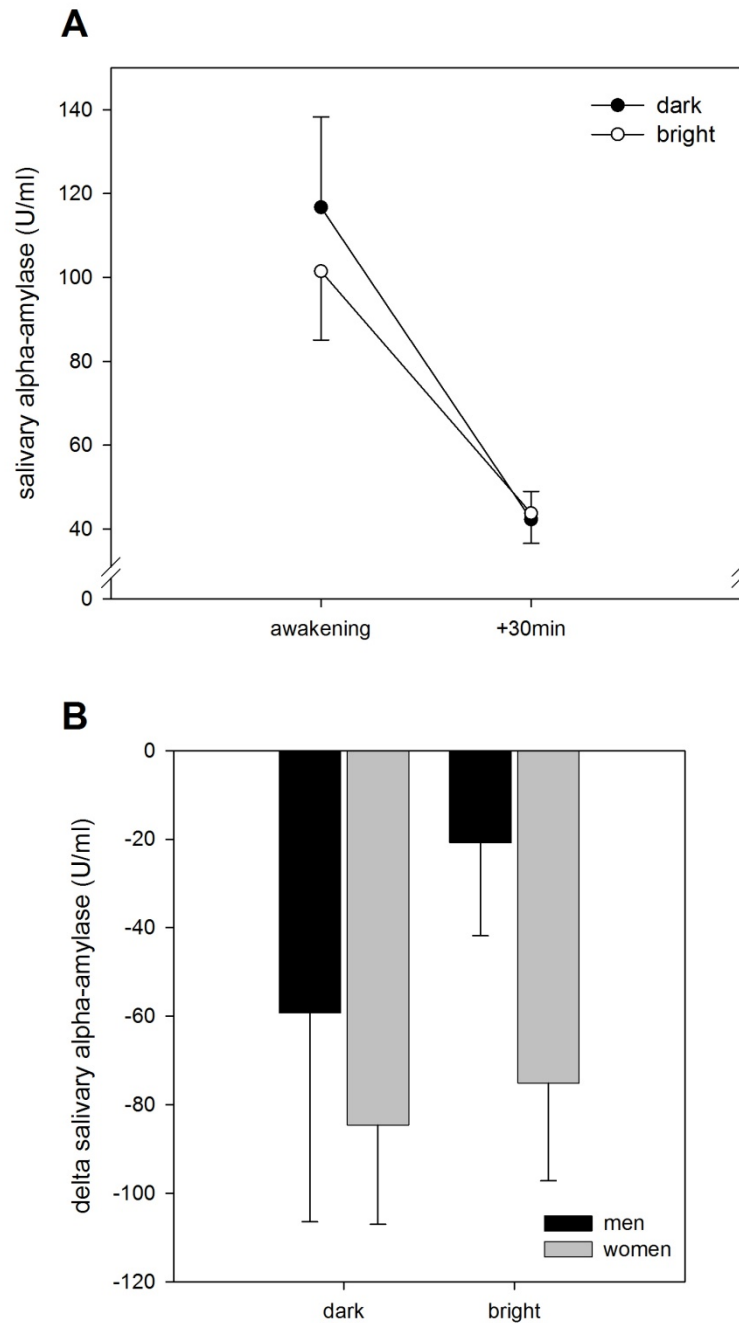 A
salivary alpha-amylase (U/ml)
140
120
100
80
60
40
0
dark
bright
awakening +30min
B
delta salivary alpha-amylase (U/ml)
0
-20
-40
-60
-80
-100
-120
men
women
dark bright